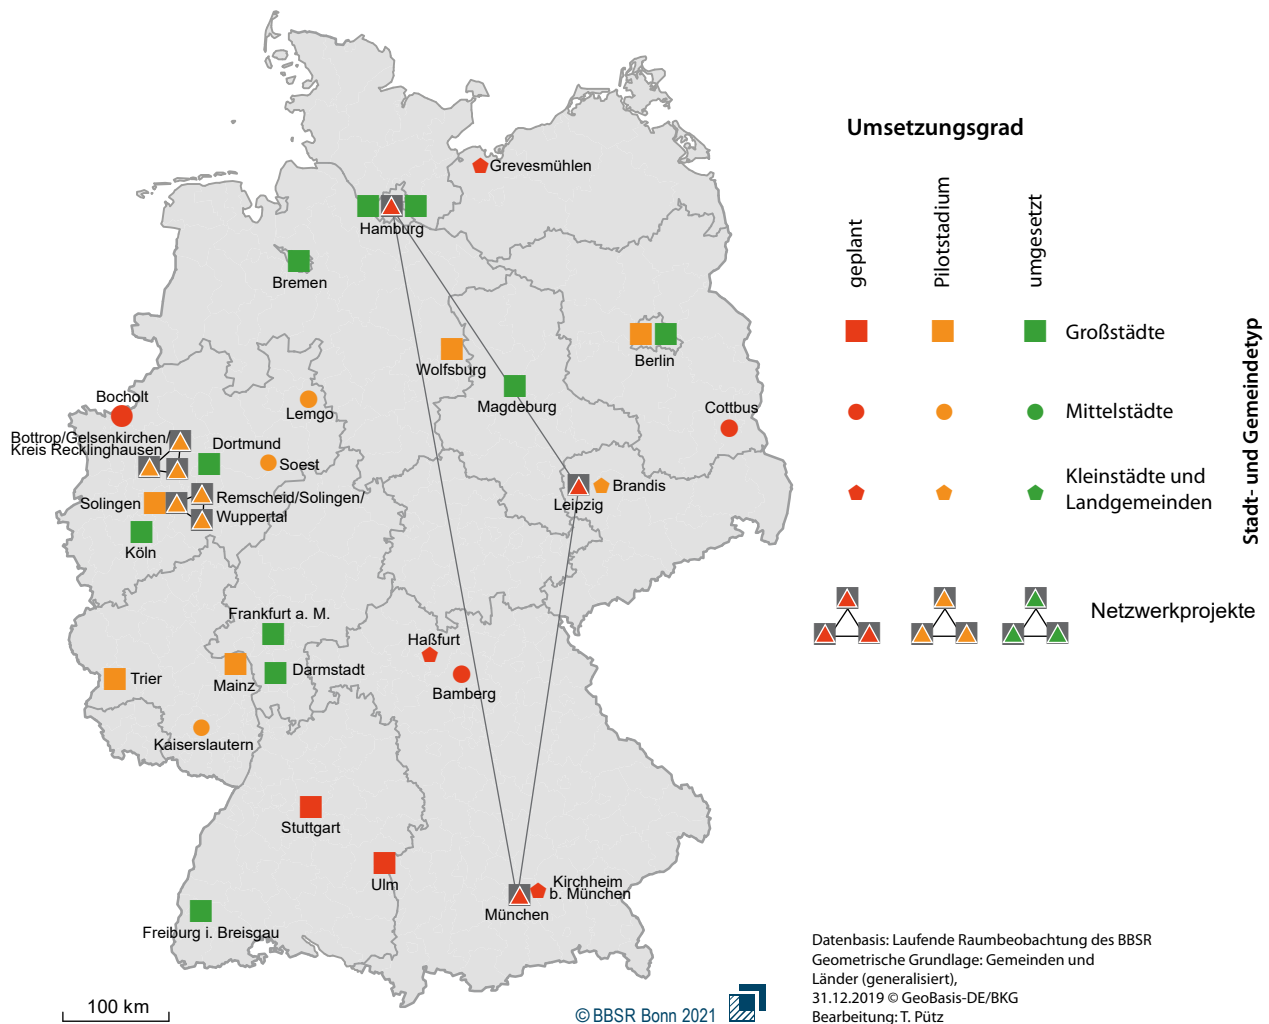 Grevesmühlen
Hamburg
Bremen
Wolfsburg
Berlin
Magdeburg
Cottbus
Bocholt
Lemgo
Bottrop/Gelsenkirchen/
Kreis Recklinghausen
Dortmund
Soest
Solingen
Remscheid/Solingen/
Wuppertal
Köln
Brandis
Leipzig
Frankfurt a. M.
Haßfurt
Darmstadt
Trier
Mainz
Bamberg
Kaiserslautern
Stuttgart
Ulm
Kirchheim
b. München
München
Freiburg i. Breisgau
100 km
© BBSR Bonn 2021
Umsetzungsgrad
geplant
Pilotstadium
umgesetzt
Großstädte
Mittelstädte
Kleinstädte und
Landgemeinden
Stadt- und Gemeindetyp
Netzwerkprojekte
Datenbasis: Laufende Raumbeobachtung des BBSR
Geometrische Grundlage: Gemeinden und
Länder (generalisiert),
31.12.2019 © GeoBasis-DE/BKG
Bearbeitung: T. Pütz